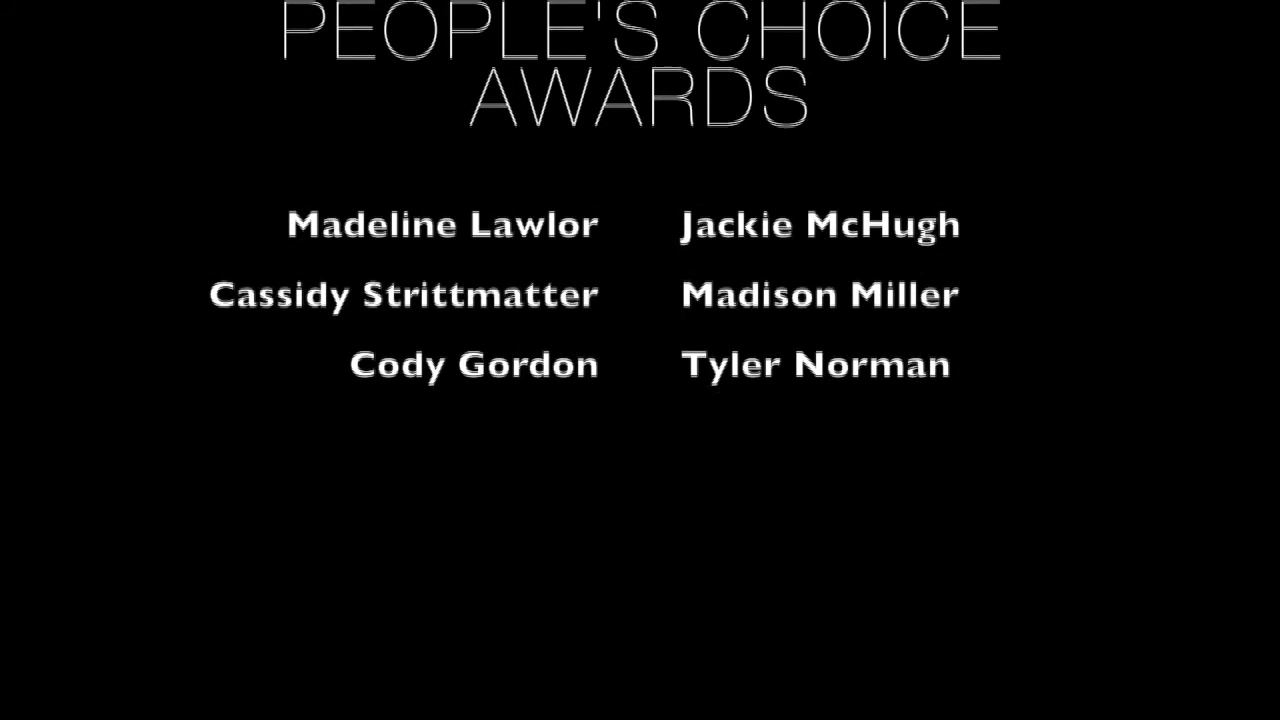 PEOPLE'S CHOICE
AWARDS
Madeline Lawlor Jackie McHugh
Cassidy Strittmatter Madison Miller
Cody Gordon Tyler Norman